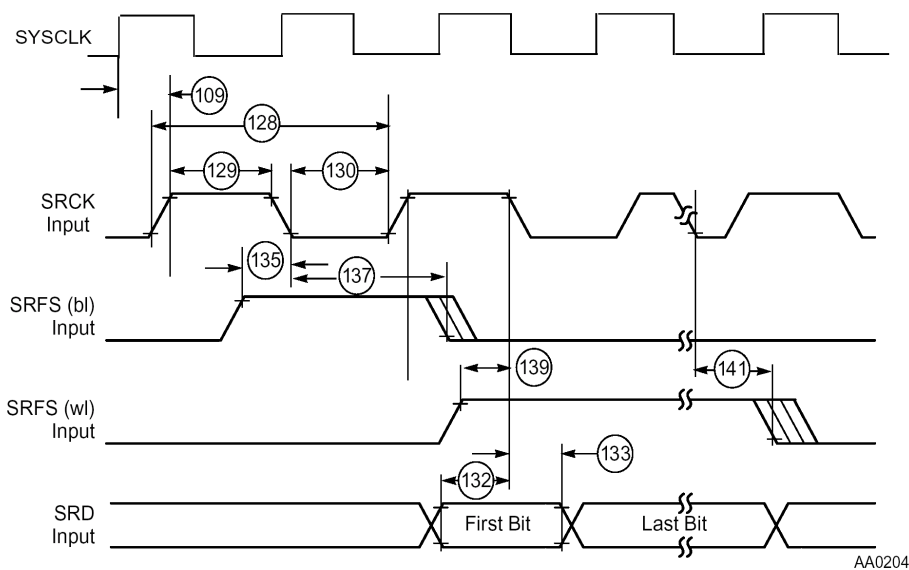 SYSCLK
109
128
129
130
SRCK
Input
135
137
SRFS (bl)
Input
139
141
SRFS (wl)
Input
133
132
SRD
Input
First Bit
Last Bit
AA0204